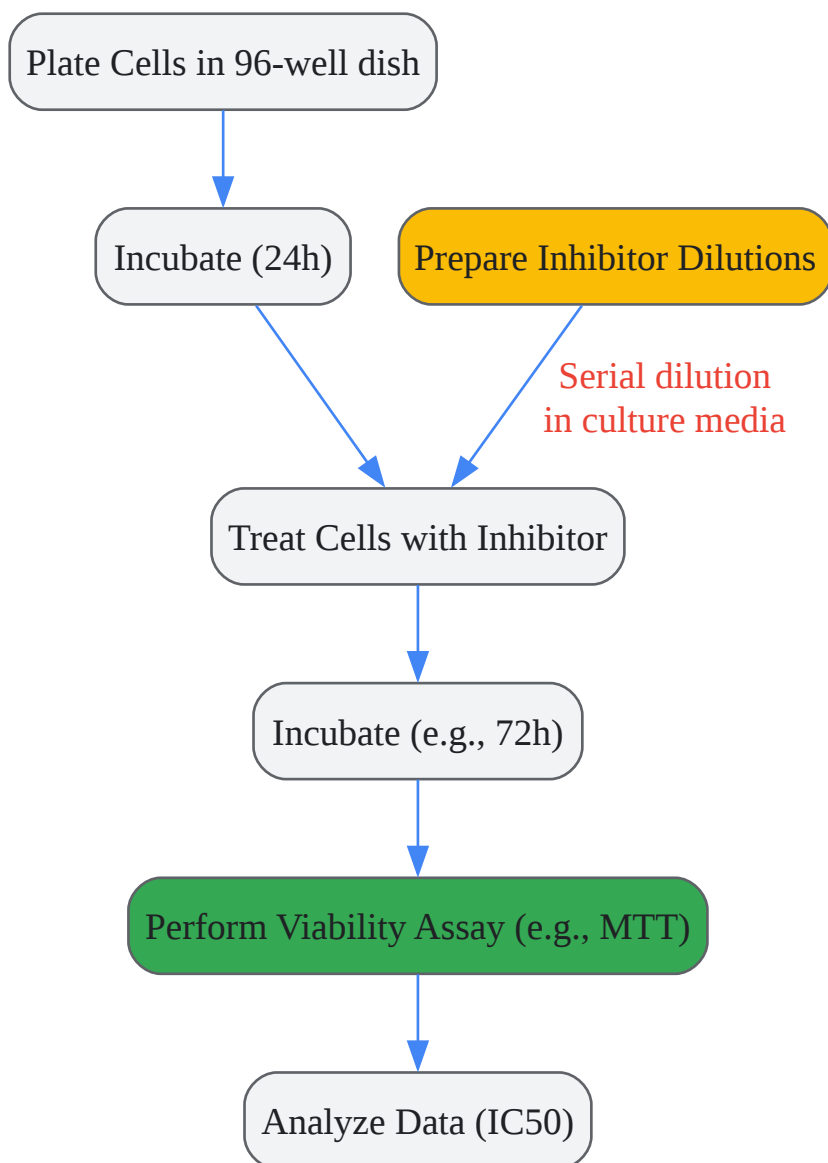 Plate Cells in 96-well dish
Incubate (24h)
Prepare Inhibitor Dilutions
Serial dilution
in culture media
Treat Cells with Inhibitor
Incubate (e.g., 72h)
Perform Viability Assay (e.g., MTT)
Analyze Data (IC50)